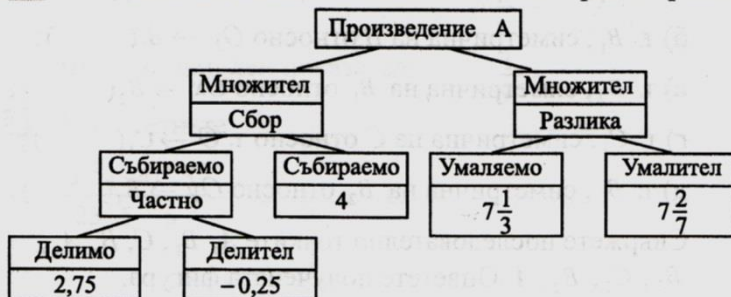 Произведение A
Множител
Сбор
Множител
Разлика
Събираемо
Частно
Събираемо
4
Умаляемо
7 1/3
Умалител
7 2/7
Делимо
2,75
Делител
−0,25